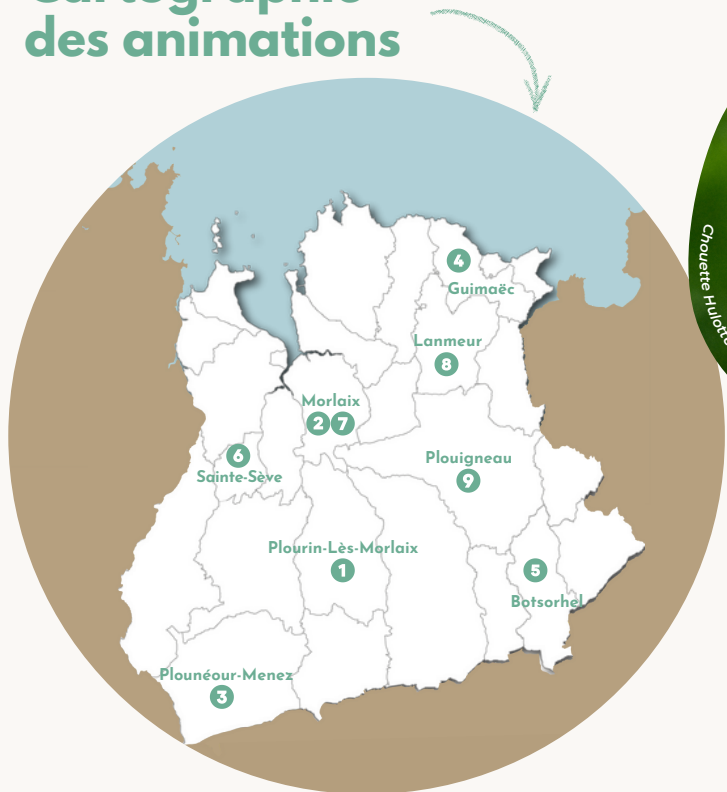 Cartographie
des animations
Chouette Hulotte
4
Guimaëc
Lanmeur
8
Morlaix
2 7
6
Sainte-Sève
Plouigneau
9
Plourin-Lès-Morlaix
1
5
Botsorhel
Plounéour-Menez
3